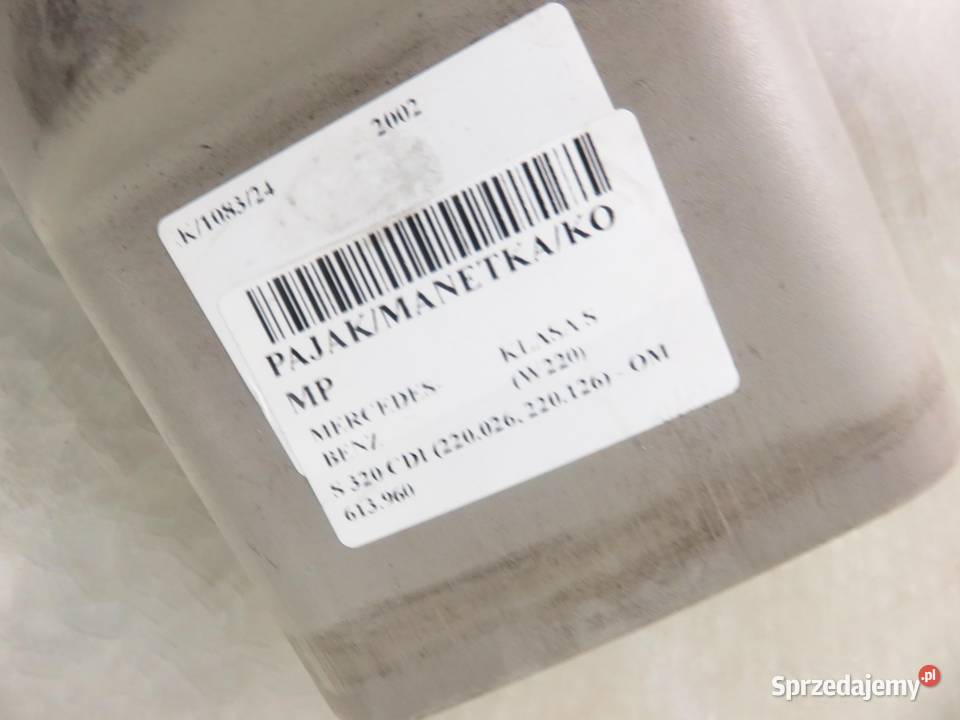 K/1083/24
2002
PAJAK/MANETKA/KO
MP
MERCEDES-
BENZ
KLASA S
(W220)
S 320 CDI (220.026, 220.126) - OM
613.960
Sprzedajemy.pl